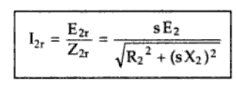 I₂ᵣ = E₂ᵣ / Z₂ᵣ = s E₂ / √(R₂² + (s X₂)²)